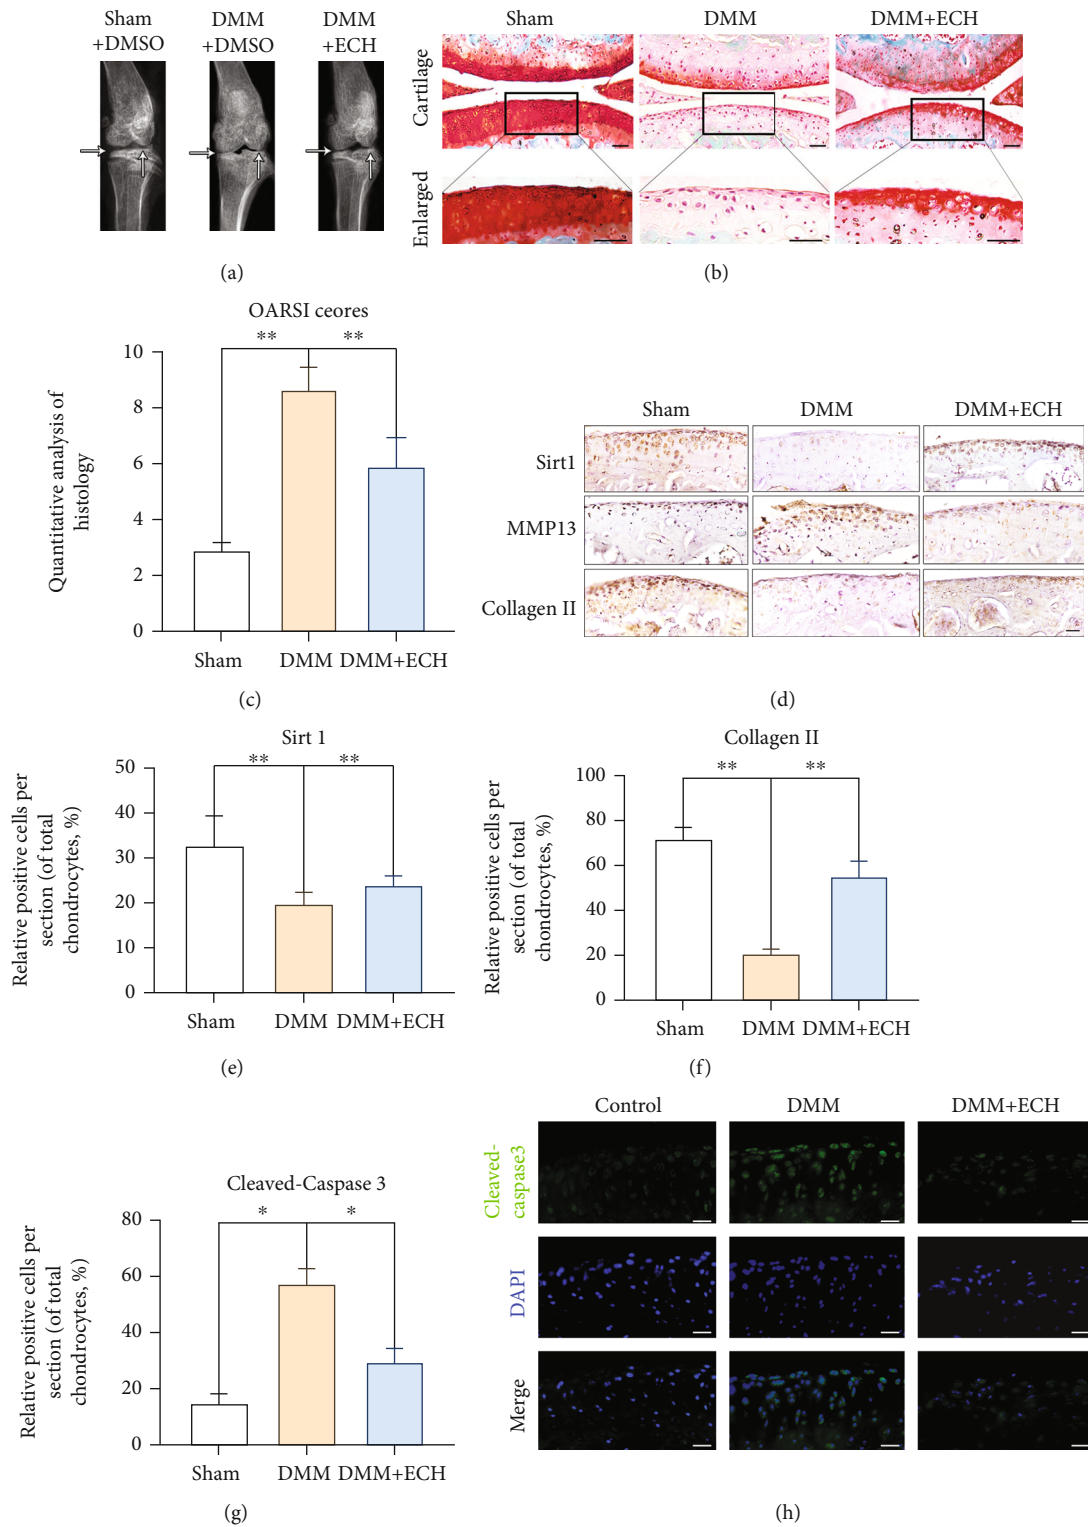 Sham
+DMSO
DMM
+DMSO
DMM
+ECH
(a)
Sham
DMM
DMM+ECH
Cartilage
Enlarged
(b)
OARSI ceores
**
**
Quantitative analysis of
histology
10
8
6
4
2
0
Sham
DMM
DMM+ECH
(c)
Sham
DMM
DMM+ECH
Sirt1
MMP13
Collagen II
(d)
Sirt 1
**
**
Relative positive cells per
section (of total
chondrocytes, %)
50
40
30
20
10
0
Sham
DMM
DMM+ECH
(e)
Collagen II
**
**
Relative positive cells per
section (of total
chondrocytes, %)
100
80
60
40
20
0
Sham
DMM
DMM+ECH
(f)
Cleaved-Caspase 3
*
*
Relative positive cells per
section (of total
chondrocytes, %)
80
60
40
20
0
Sham
DMM
DMM+ECH
(g)
Control
DMM
DMM+ECH
Cleaved-
caspase3
DAPI
Merge
(h)